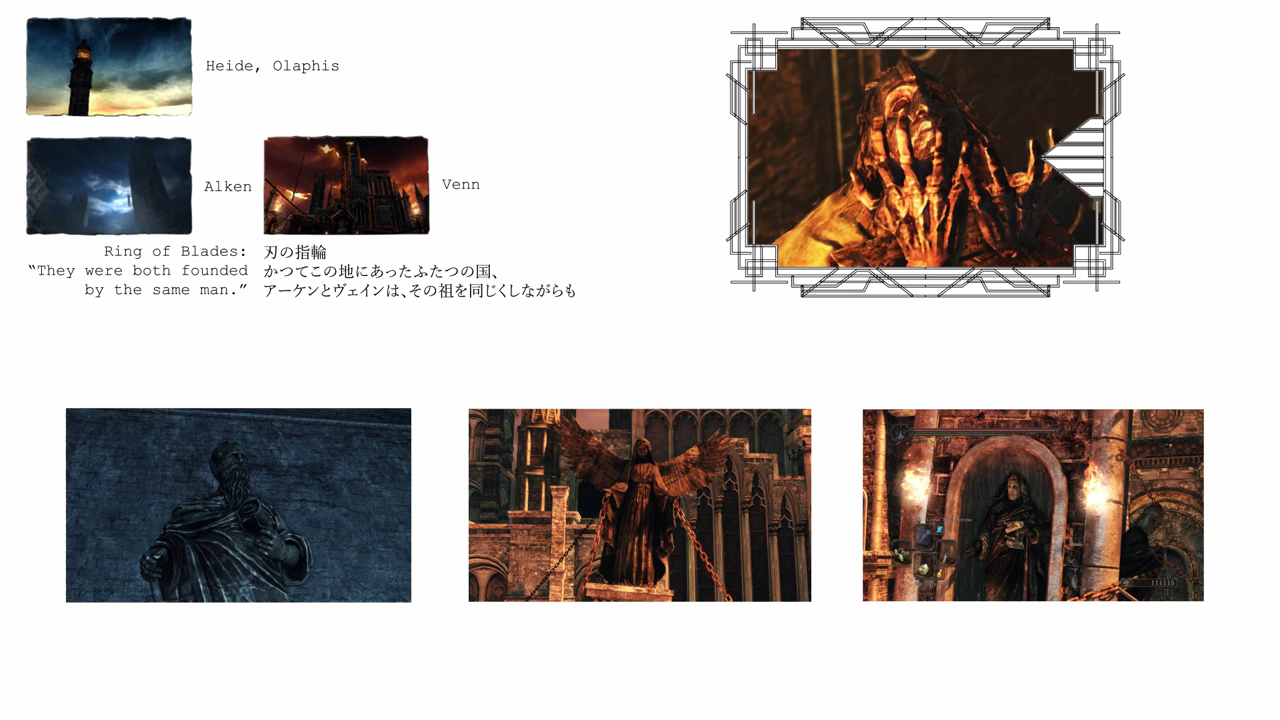 Heide, Olaphis
Alken
Venn
Ring of Blades:
“They were both founded
by the same man.”
刃の指輪
かつてこの地にあったふたつの国、
アーケンとヴェインは、その祖を同じくしながらも